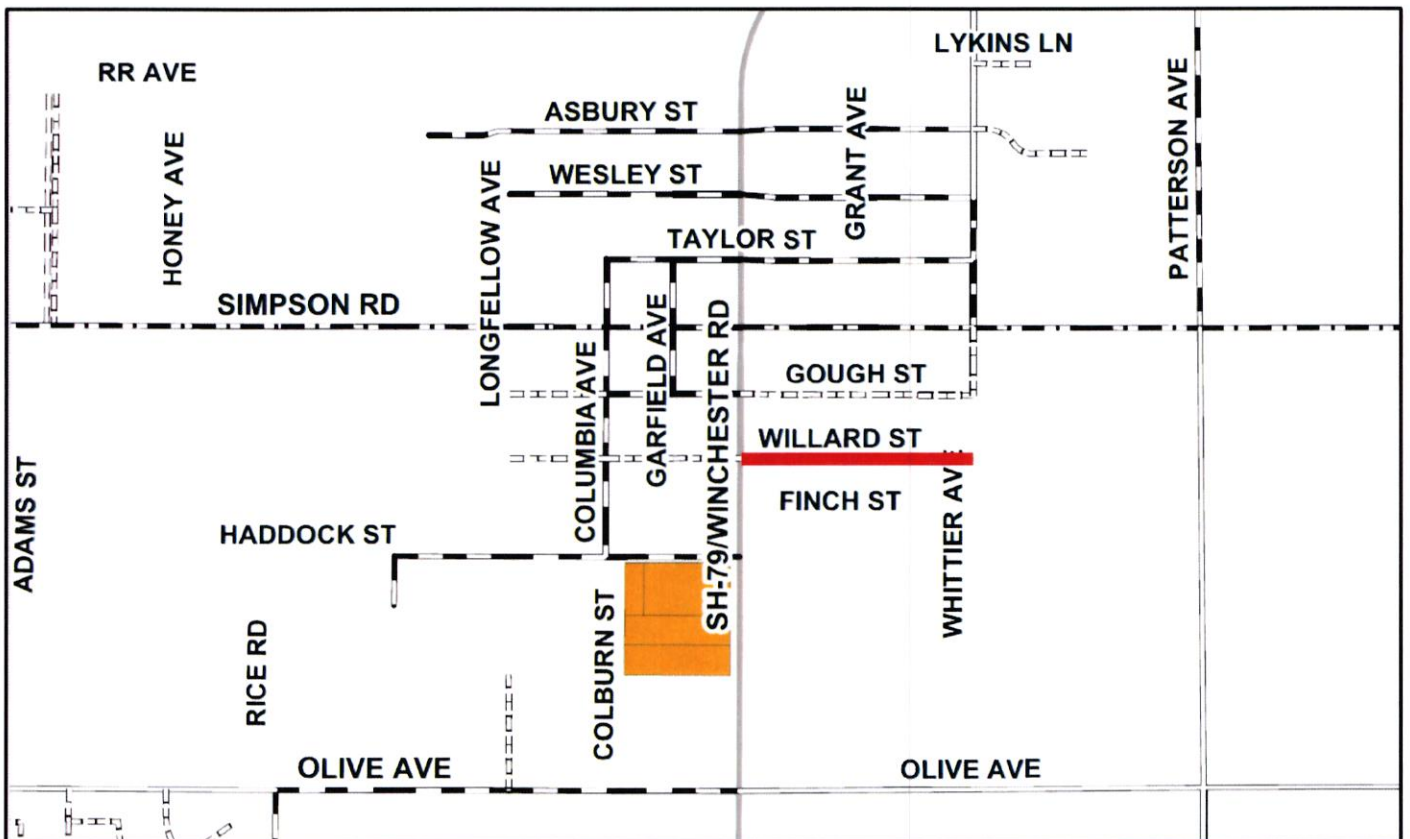 LYKINS LN
RR AVE
ASBURY ST
GRANT AVE
PATTERSON AVE
HONEY AVE
LONGFELLOW AVE
WESLEY ST
TAYLOR ST
SIMPSON RD
GARFIELD AVE
SH-79/WINCHESTER RD
COLUMBIA AVE
GOUGH ST
WILLARD ST
WHITTIER AVE
FINCH ST
ADAMS ST
HADDOCK ST
COLBURN ST
RICE RD
OLIVE AVE
OLIVE AVE